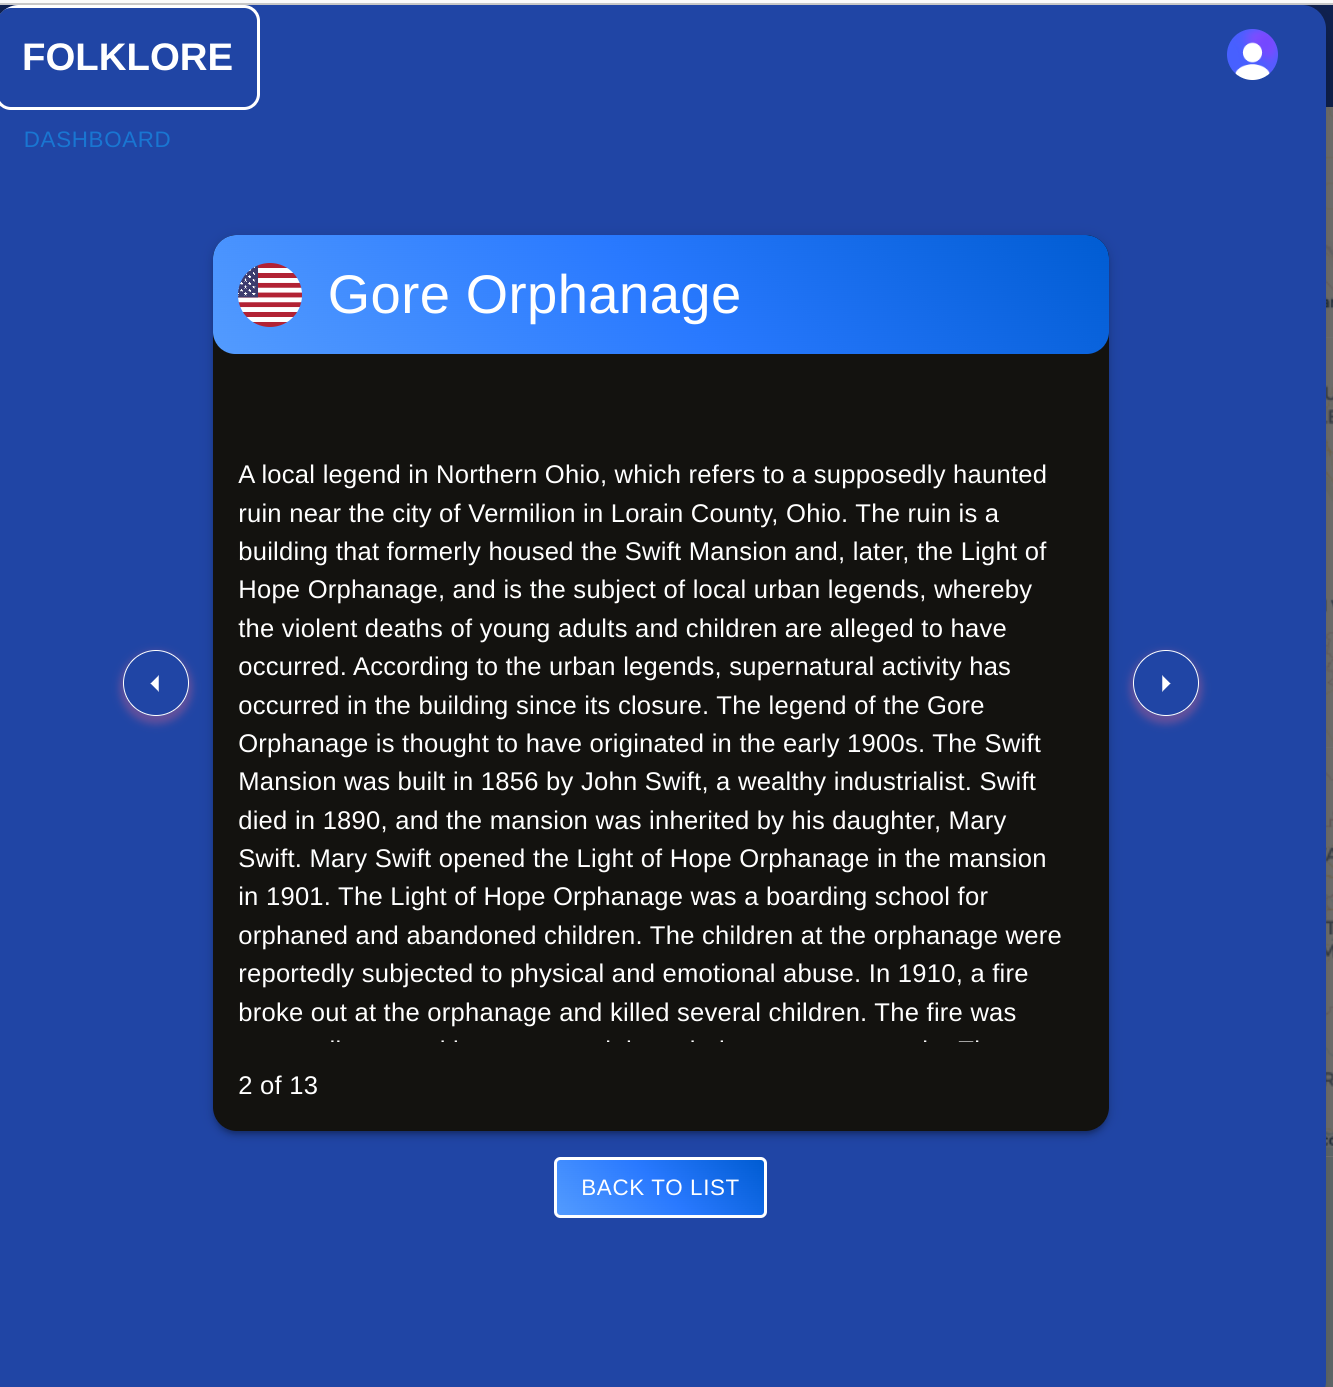 FOLKLORE
DASHBOARD
Gore Orphanage
A local legend in Northern Ohio, which refers to a supposedly haunted
ruin near the city of Vermilion in Lorain County, Ohio. The ruin is a
building that formerly housed the Swift Mansion and, later, the Light of
Hope Orphanage, and is the subject of local urban legends, whereby
the violent deaths of young adults and children are alleged to have
occurred. According to the urban legends, supernatural activity has
occurred in the building since its closure. The legend of the Gore
Orphanage is thought to have originated in the early 1900s. The Swift
Mansion was built in 1856 by John Swift, a wealthy industrialist. Swift
died in 1890, and the mansion was inherited by his daughter, Mary
Swift. Mary Swift opened the Light of Hope Orphanage in the mansion
in 1901. The Light of Hope Orphanage was a boarding school for
orphaned and abandoned children. The children at the orphanage were
reportedly subjected to physical and emotional abuse. In 1910, a fire
broke out at the orphanage and killed several children. The fire was
2 of 13
BACK TO LIST